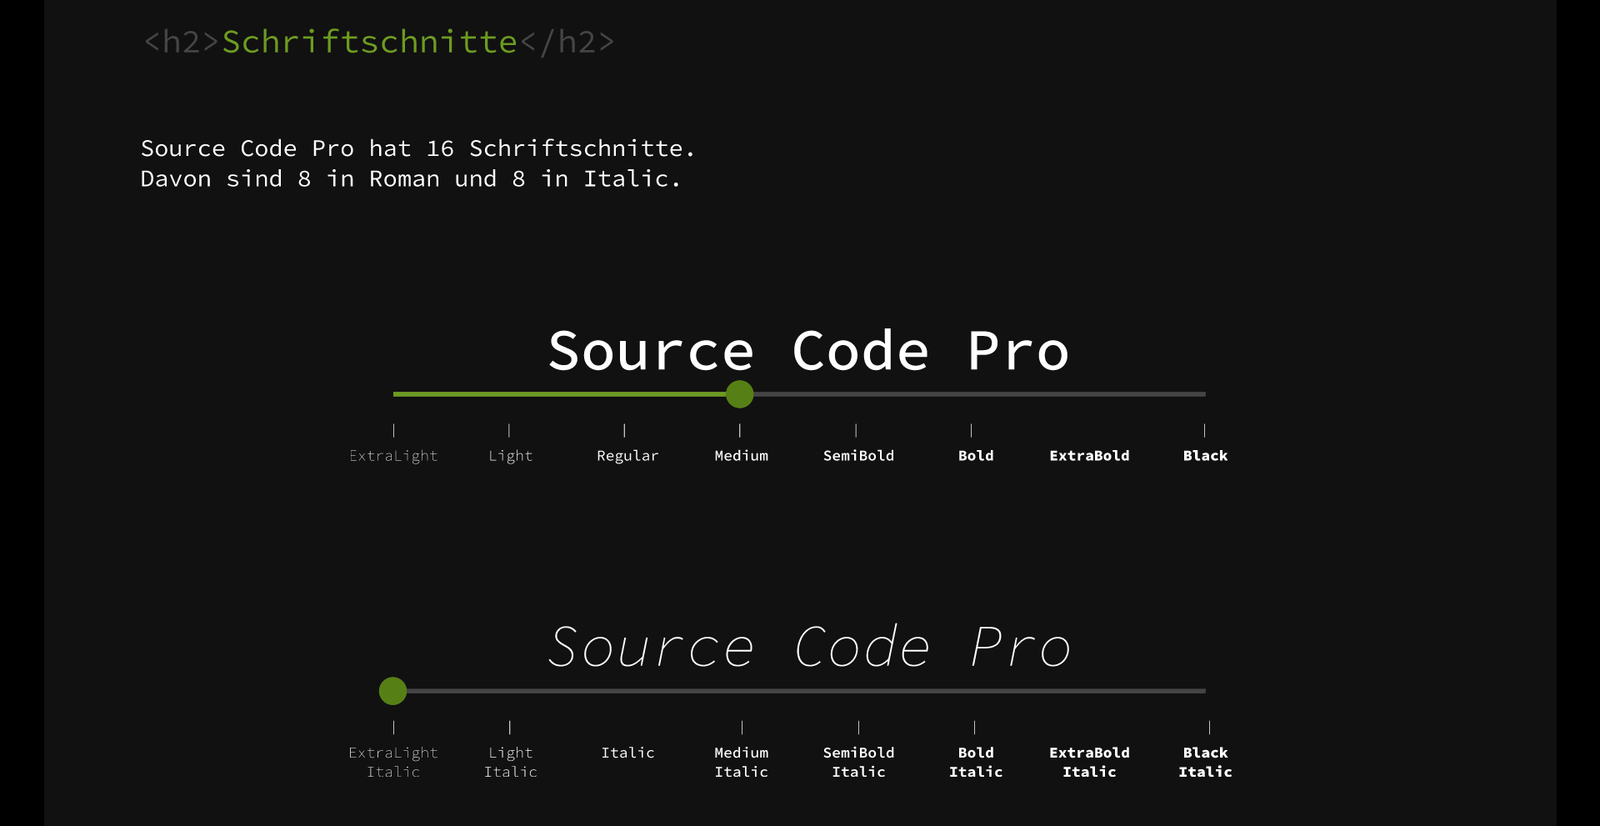 <h2>Schriftschnitte</h2>
Source Code Pro hat 16 Schriftschnitte.
Davon sind 8 in Roman und 8 in Italic.
Source Code Pro
ExtraLight Light Regular Medium SemiBold Bold ExtraBold Black
Source Code Pro
ExtraLight Light Italic Medium SemiBold Bold ExtraBold Black
Italic Italic Italic Italic Italic Italic Italic